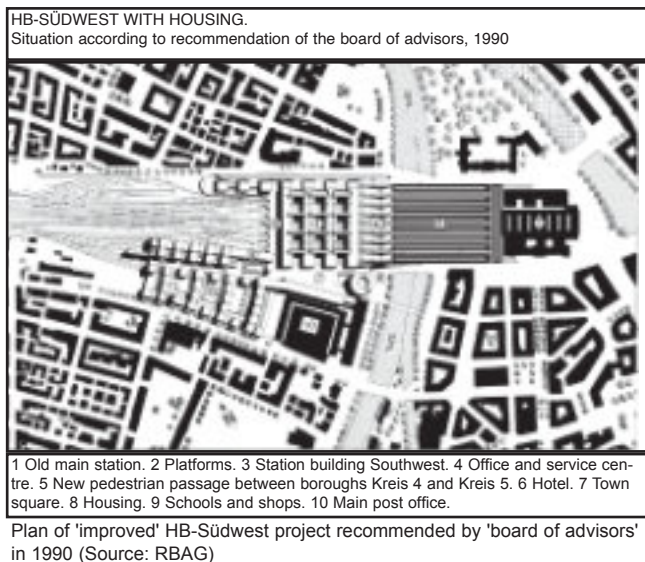 HB-SÜDWEST WITH HOUSING.
Situation according to recommendation of the board of advisors, 1990
1 Old main station. 2 Platforms. 3 Station building Southwest. 4 Office and service cen-
tre. 5 New pedestrian passage between boroughs Kreis 4 and Kreis 5. 6 Hotel. 7 Town
square. 8 Housing. 9 Schools and shops. 10 Main post office.
Plan of 'improved' HB-Südwest project recommended by 'board of advisors'
in 1990 (Source: RBAG)